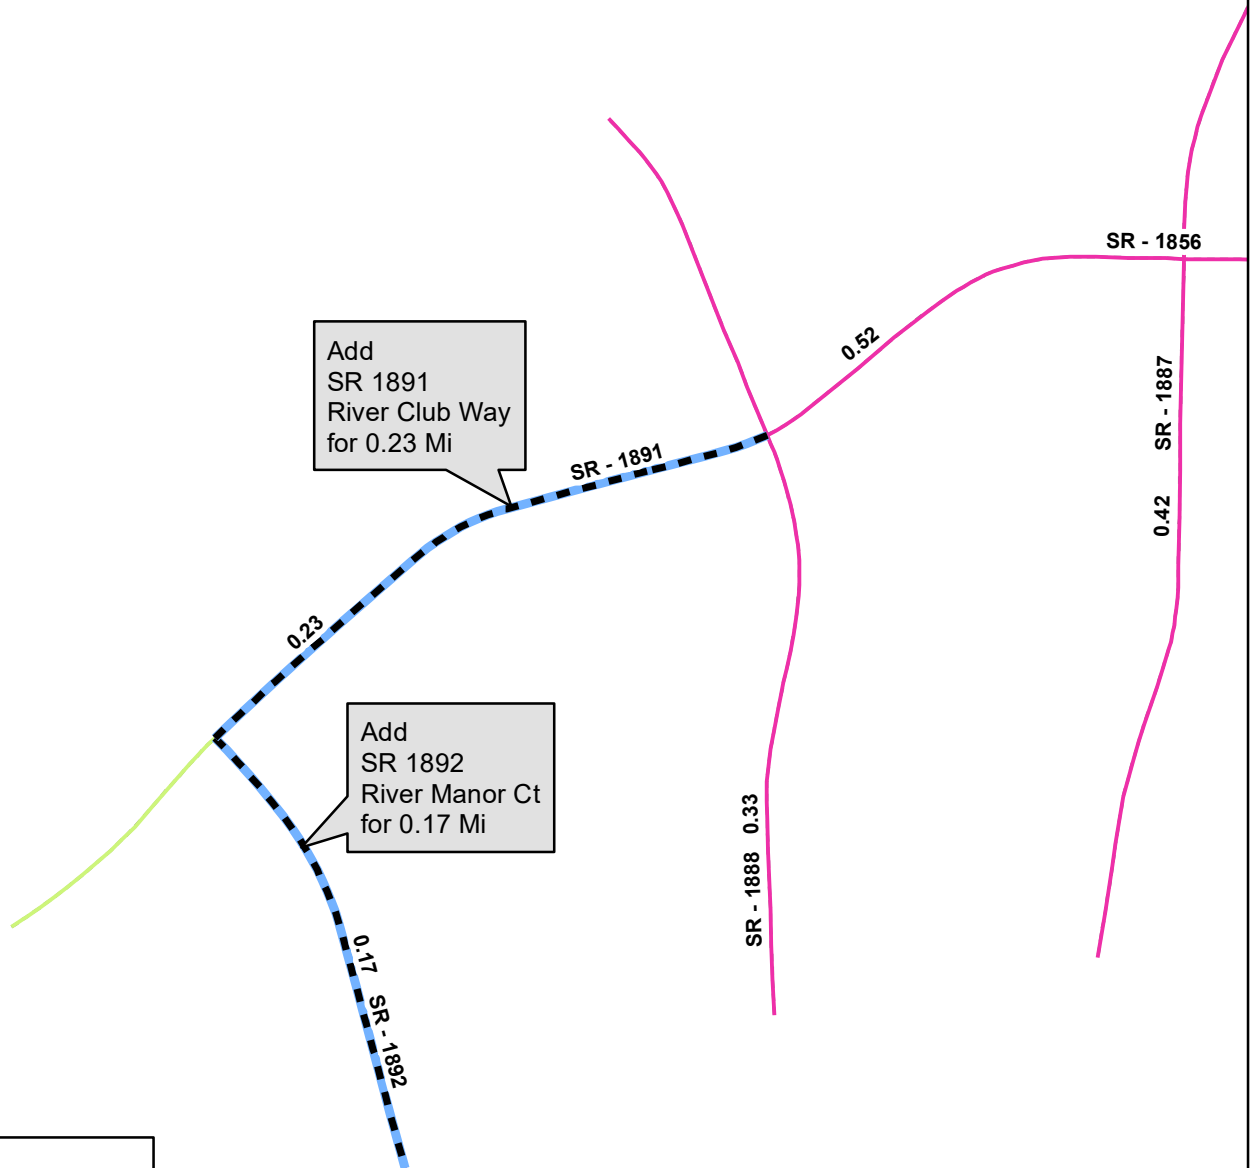 SR - 1856
0.52
Add
SR 1891
River Club Way
for 0.23 Mi
SR - 1891
SR - 1887
0.42
0.23
Add
SR 1892
River Manor Ct
for 0.17 Mi
SR - 1888 0.33
0.17 SR - 1892